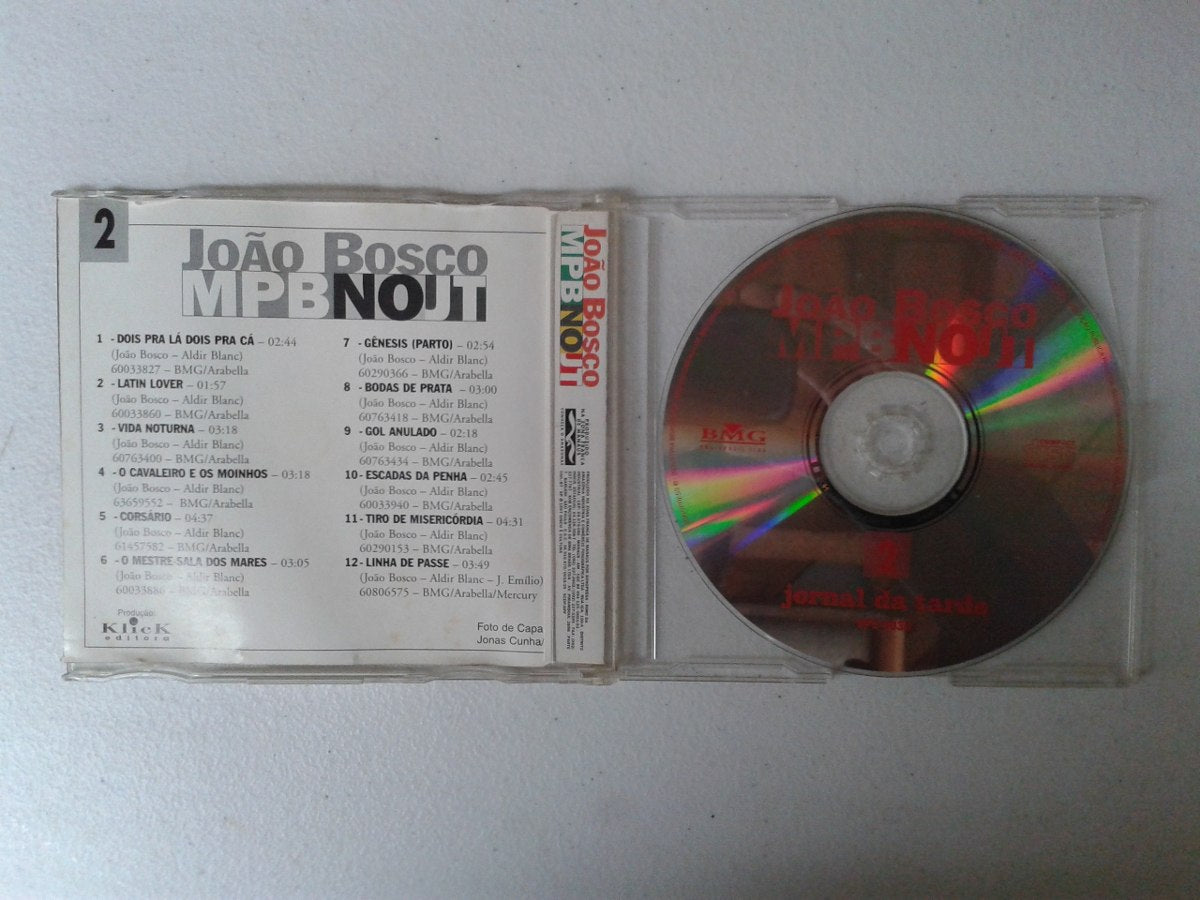 2
JOÃO BOSCO
MPBNOJT
1 - DOIS PRA LÁ DOIS PRA CÁ – 02:44
(João Bosco – Aldir Blanc)
60033827 – BMG/Arabella
2 - LATIN LOVER – 01:57
(João Bosco – Aldir Blanc)
60033860 – BMG/Arabella
3 - VIDA NOTURNA – 03:18
(João Bosco – Aldir Blanc)
60763400 – BMG/Arabella
4 - O CAVALEIRO E OS MOINHOS – 03:18
(João Bosco – Aldir Blanc)
63659552 – BMG/Arabella
5 - CORSÁRIO – 04:37
(João Bosco – Aldir Blanc)
61457582 – BMG/Arabella
6 - O MESTRE-SALA DOS MARES – 03:05
(João Bosco – Aldir Blanc)
60033886 – BMG/Arabella
Produção:
Klick
editora
7 - GÊNESIS (PARTO) – 02:54
(João Bosco – Aldir Blanc)
60290366 – BMG/Arabella
8 - BODAS DE PRATA – 03:00
(João Bosco – Aldir Blanc)
60763418 – BMG/Arabella
9 - GOL ANULADO – 02:18
(João Bosco – Aldir Blanc)
60763434 – BMG/Arabella
10 - ESCADAS DA PENHA – 02:45
(João Bosco – Aldir Blanc)
60033940 – BMG/Arabella
11 - TIRO DE MISERICÓRDIA – 04:31
(João Bosco – Aldir Blanc)
60290153 – BMG/Arabella
12 - LINHA DE PASSE – 03:49
(João Bosco – Aldir Blanc – J. Emílio)
60806575 – BMG/Arabella/Mercury
Foto de Capa
Jonas Cunha/
JOÃO BOSCO
MPBNOJT
JOÃO BOSCO
MPBNOJT
BMG
jornal da tarde